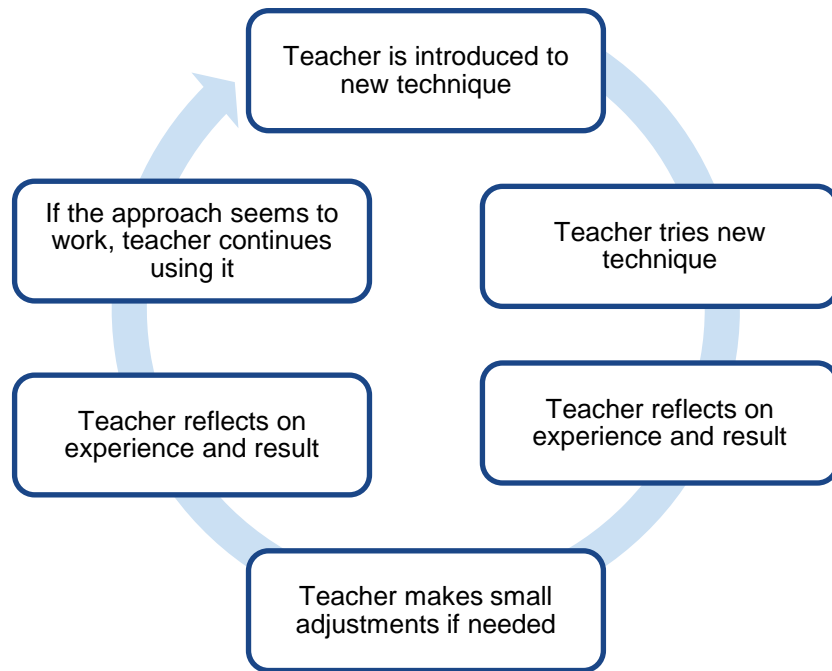 Teacher is introduced to
new technique
Teacher tries new
technique
Teacher reflects on
experience and result
Teacher makes small
adjustments if needed
Teacher reflects on
experience and result
If the approach seems to
work, teacher continues
using it